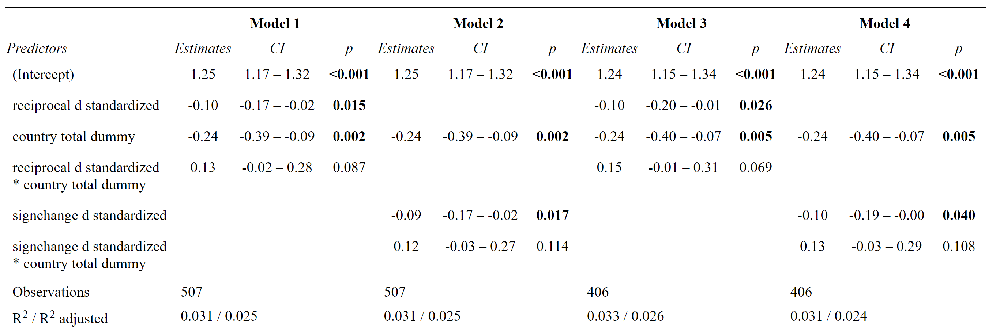 Model 1 Model 2 Model 3 Model 4
Predictors Estimates CI p Estimates CI p Estimates CI p Estimates CI p
(Intercept) 1.25 1.17 – 1.32 <0.001 1.25 1.17 – 1.32 <0.001 1.24 1.15 – 1.34 <0.001 1.24 1.15 – 1.34 <0.001
reciprocal d standardized -0.10 -0.17 – -0.02 0.015 -0.10 -0.20 – -0.01 0.026
country total dummy -0.24 -0.39 – -0.09 0.002 -0.24 -0.39 – -0.09 0.002 -0.24 -0.40 – -0.07 0.005 -0.24 -0.40 – -0.07 0.005
reciprocal d standardized 0.13 -0.02 – 0.28 0.087 0.15 -0.01 – 0.31 0.069
* country total dummy
signchange d standardized -0.09 -0.17 – -0.02 0.017 -0.10 -0.19 – -0.00 0.040
signchange d standardized 0.12 -0.03 – 0.27 0.114 0.13 -0.03 – 0.29 0.108
* country total dummy
Observations 507 507 406 406
R2 / R2 adjusted 0.031 / 0.025 0.031 / 0.025 0.033 / 0.026 0.031 / 0.024